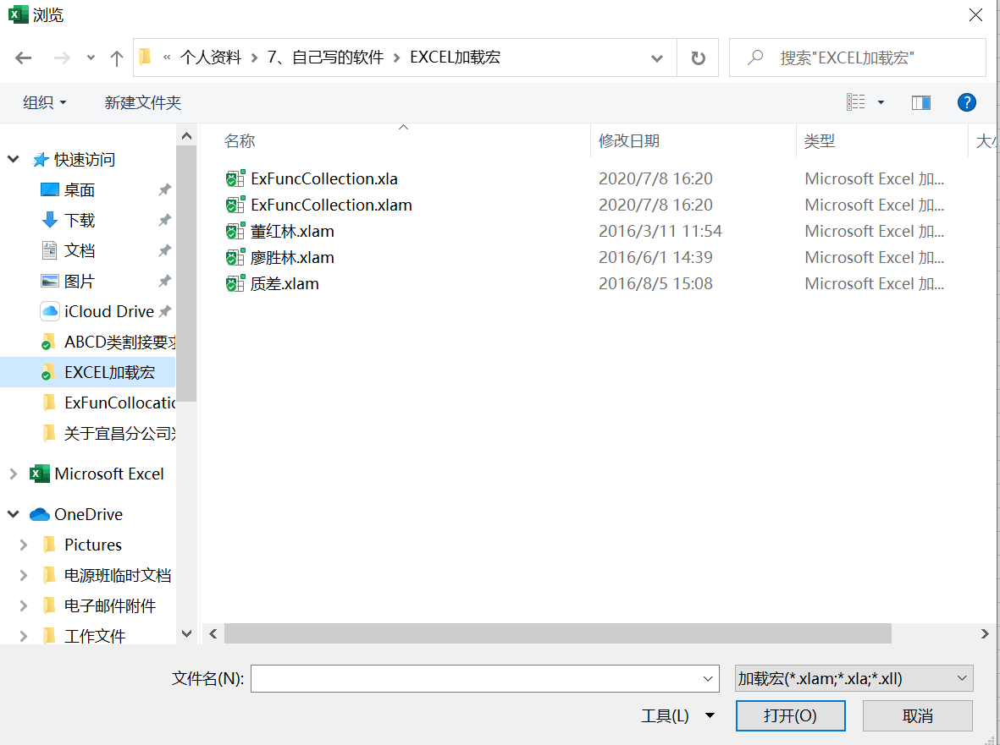 浏览
« 个人资料 › 7、自己写的软件 › EXCEL加载宏
搜索"EXCEL加载宏"
组织 新建文件夹
名称 修改日期 类型 大小
快速访问
桌面
下载
文档
图片
iCloud Drive
ABCD类割接要求
EXCEL加载宏
ExFunCollocatio
关于宜昌分公司
Microsoft Excel
OneDrive
Pictures
电源班临时文档
电子邮件附件
工作文件
ExFuncCollection.xla 2020/7/8 16:20 Microsoft Excel 加...
ExFuncCollection.xlam 2020/7/8 16:20 Microsoft Excel 加...
董红林.xlam 2016/3/11 11:54 Microsoft Excel 加...
廖胜林.xlam 2016/6/1 14:39 Microsoft Excel 加...
质差.xlam 2016/8/5 15:08 Microsoft Excel 加...
文件名(N): 加载宏(*.xlam;*.xla;*.xll)
工具(L) 打开(O) 取消